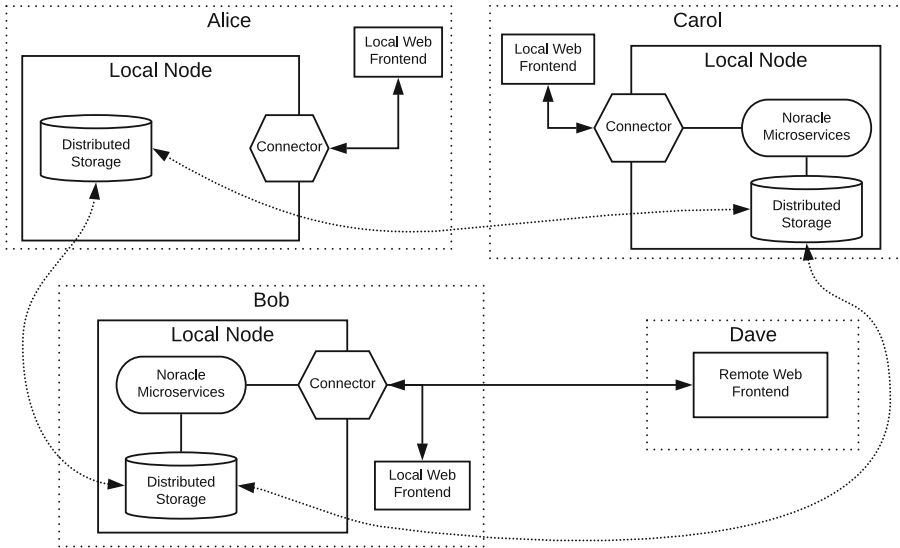 Alice
Local Node
Local Web
Frontend
Distributed
Storage
Connector
Carol
Local Web
Frontend
Local Node
Connector
Noracle
Microservices
Distributed
Storage
Bob
Local Node
Noracle
Microservices
Connector
Distributed
Storage
Local Web
Frontend
Dave
Remote Web
Frontend